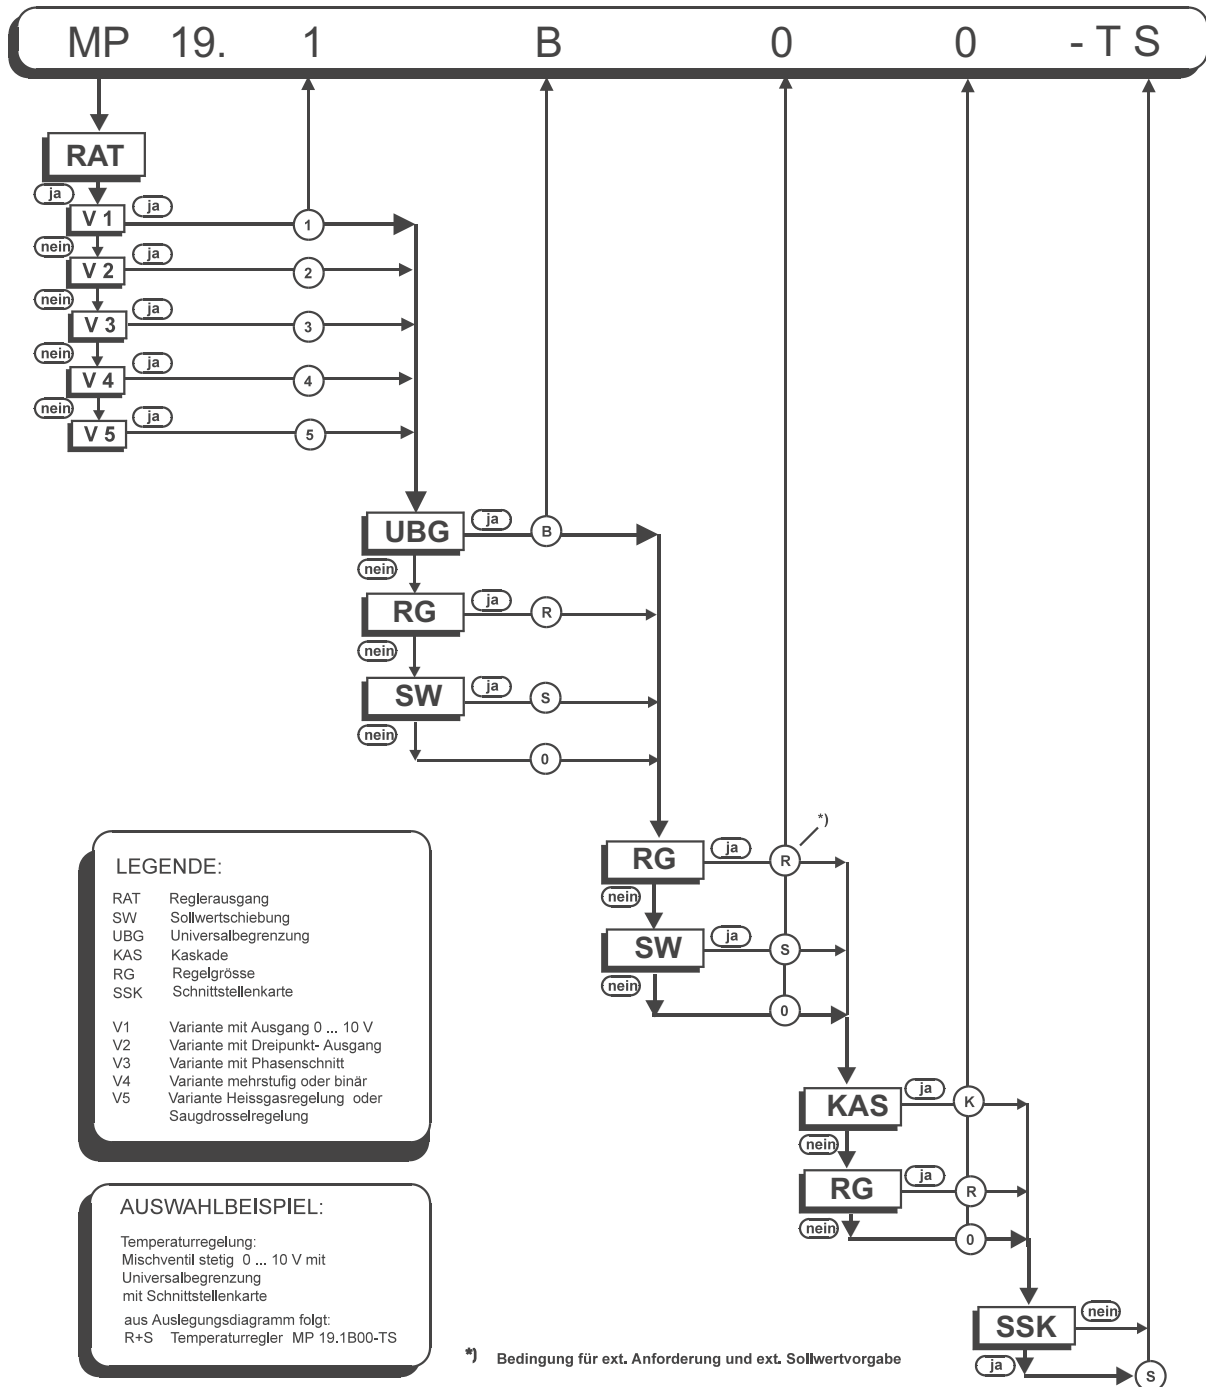 MP 19. 1 B 0 0 - T S
RAT
ja
V 1 ja 1
nein
V 2 ja 2
nein
V 3 ja 3
nein
V 4 ja 4
nein
V 5 ja 5
UBG ja B
nein
RG ja R
nein
SW ja S
nein
0
*)
RG ja R
nein
SW ja S
nein
0
KAS ja K
nein
RG ja R
nein
0
SSK nein
ja
S
LEGENDE:
RAT Reglerausgang
SW Sollwertschiebung
UBG Universalbegrenzung
KAS Kaskade
RG Regelgrösse
SSK Schnittstellenkarte
V1 Variante mit Ausgang 0 ... 10 V
V2 Variante mit Dreipunkt- Ausgang
V3 Variante mit Phasenschnitt
V4 Variante mehrstufig oder binär
V5 Variante Heissgasregelung oder
Saugdrosselregelung
AUSWAHLBEISPIEL:
Temperaturregelung:
Mischventil stetig 0 ... 10 V mit
Universalbegrenzung
mit Schnittstellenkarte
aus Auslegungsdiagramm folgt:
R+S Temperaturregler MP 19.1B00-TS
*) Bedingung für ext. Anforderung und ext. Sollwertvorgabe